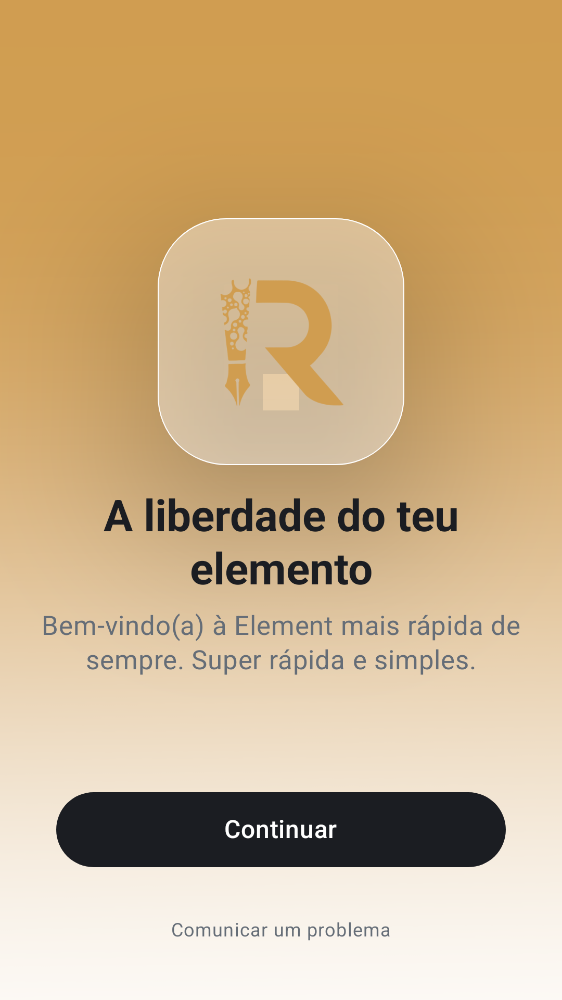 R
A liberdade do teu
elemento
Bem-vindo(a) à Element mais rápida de
sempre. Super rápida e simples.
Continuar
Comunicar um problema